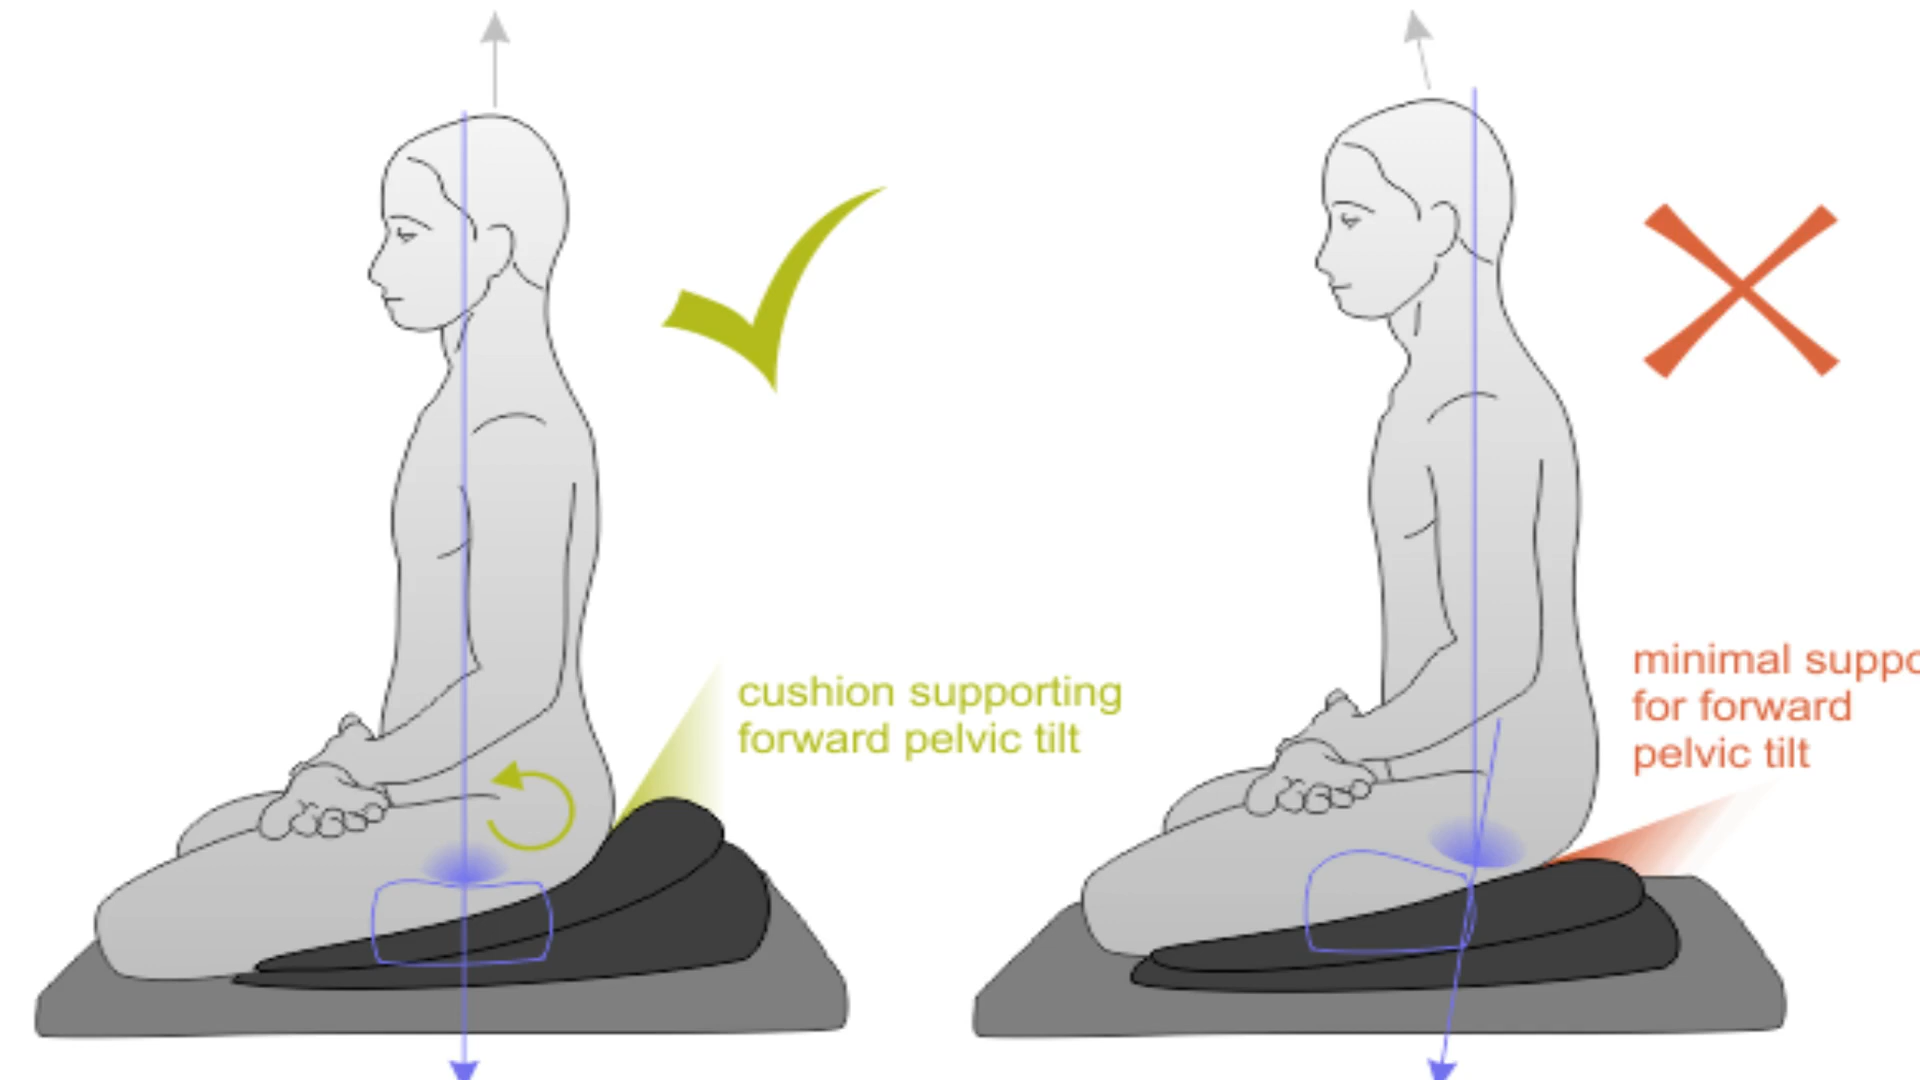 cushion supporting
forward pelvic tilt
minimal suppo
for forward
pelvic tilt